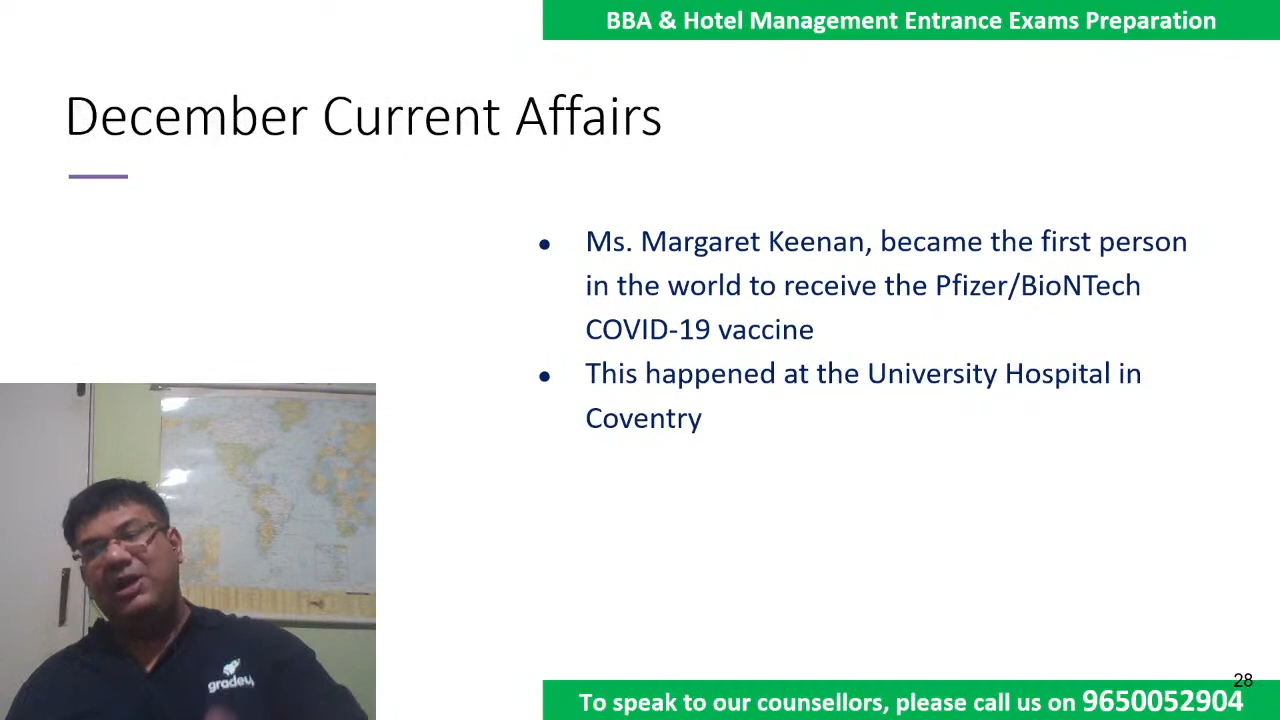 BBA & Hotel Management Entrance Exams Preparation
December Current Affairs
● Ms. Margaret Keenan, became the first person
in the world to receive the Pfizer/BioNTech
COVID-19 vaccine
● This happened at the University Hospital in
Coventry
gradeup
28
To speak to our counsellors, please call us on 9650052904